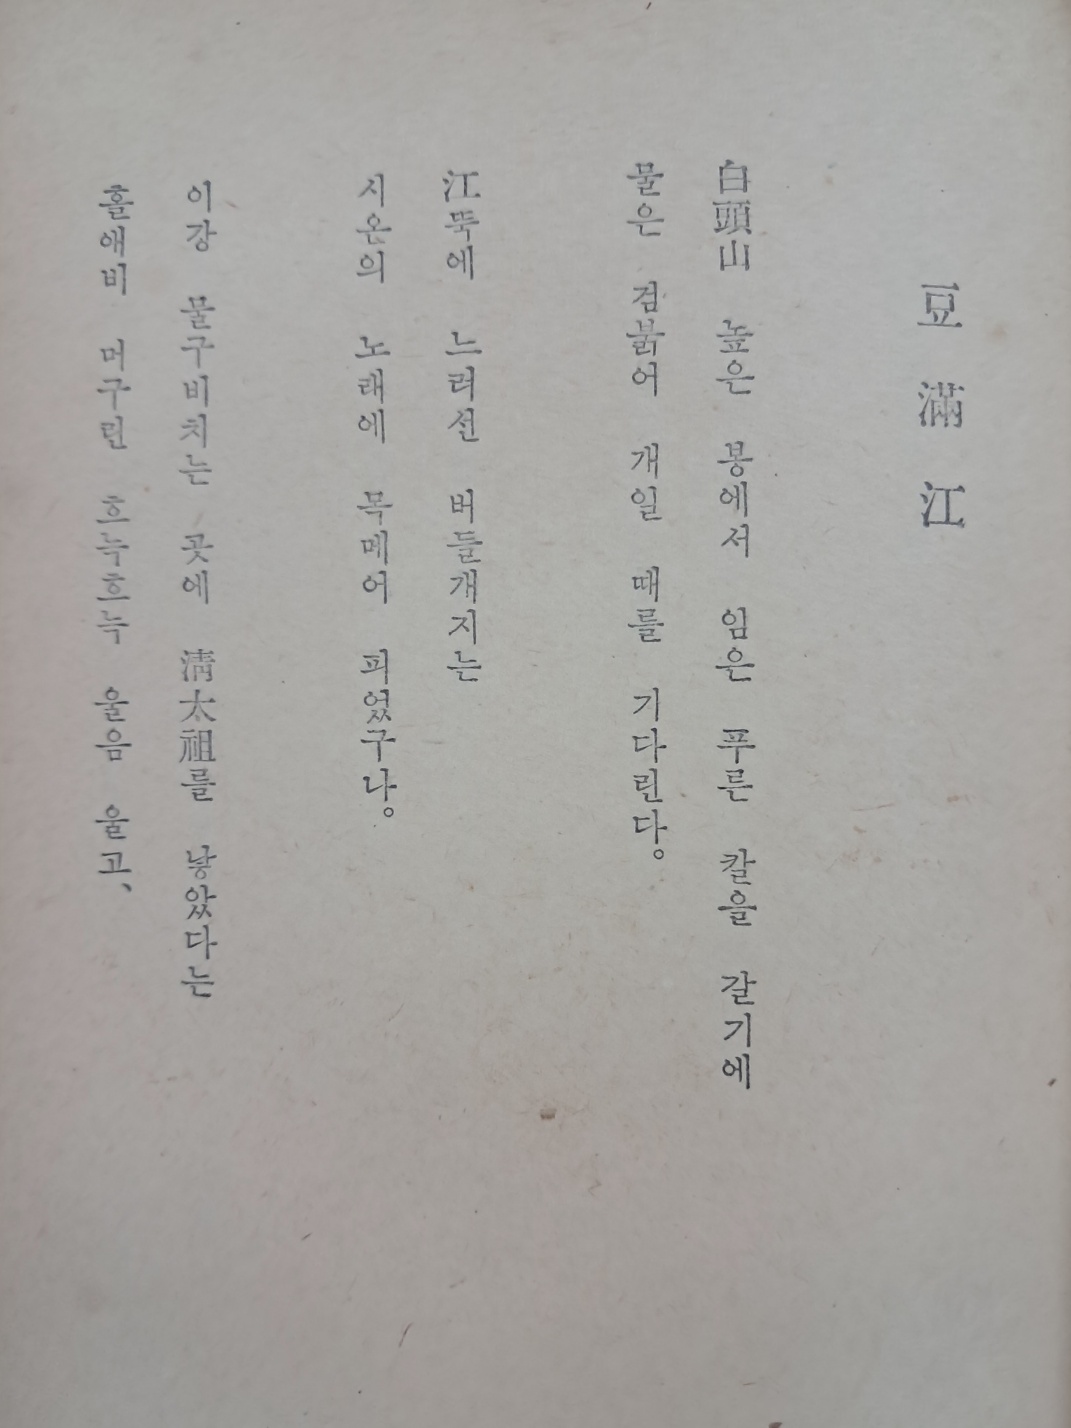 豆滿江
白頭山 높은 봉에서 임은 푸른 칼을 갈기에
물은 검붉어 개일 때를 기다린다。
江뚝에 느러선 버들개지는
시온의 노래에 목메어 피었구나。
이강 물구비치는 곳에 淸太祖를 낳았다는
홀애비 머구린 흐눅흐눅 울음 울고、